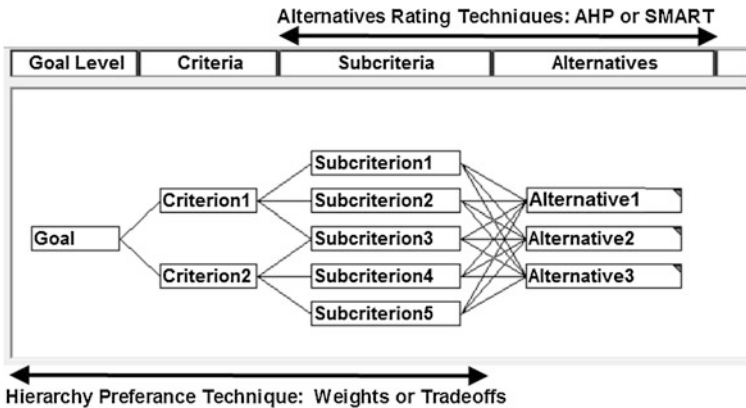 Alternatives Rating Techniques: AHP or SMART
Goal Level Criteria Subcriteria Alternatives
Subcriterion1
Criterion1 Subcriterion2 Alternative1
Goal Subcriterion3 Alternative2
Criterion2 Subcriterion4 Alternative3
Subcriterion5
Hierarchy Preferance Technique: Weights or Tradeoffs